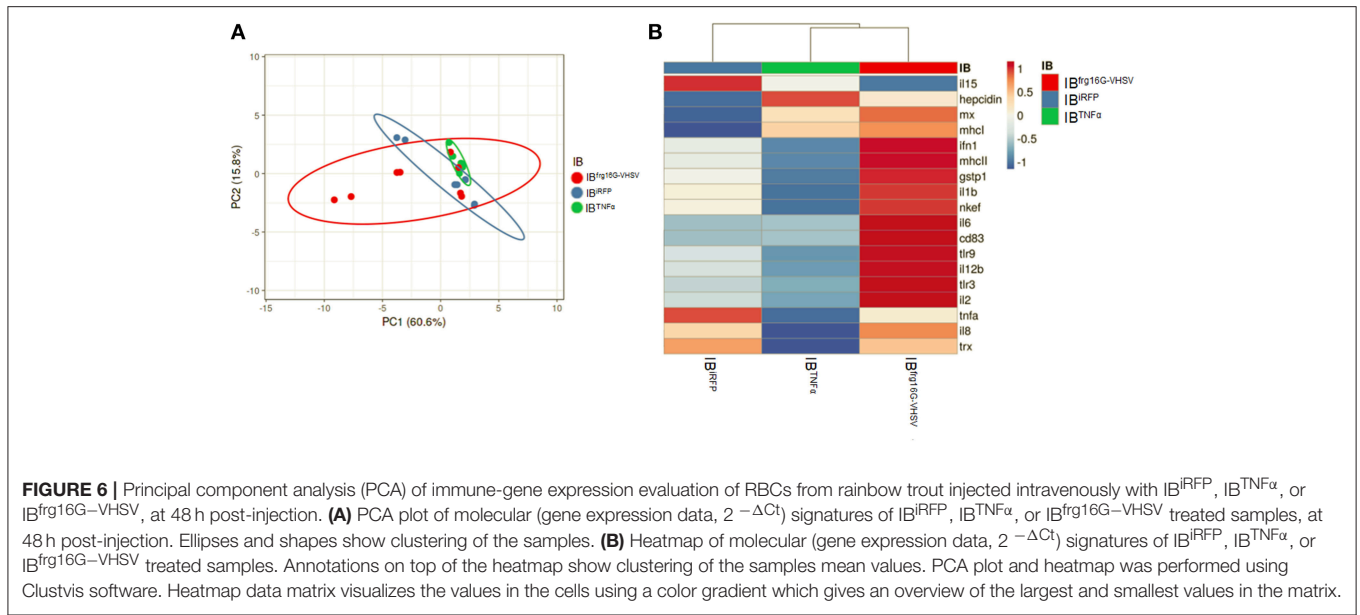 A
10
5
0
-5
-10
-15
-10
-5
0
5
10
PC2 (15.8%)
PC1 (60.6%)
IB
IBfrg16G-VHSV
IBiRFP
IBTNFα
B
IB
il15
hepcidin
mx
mhcI
ifn1
mhcII
gstp1
il1b
nkef
il6
cd83
tlr9
il12b
tlr3
il2
tnfa
il8
trx
IBiRFP
IBTNFα
IBfrg16G-VHSV
1
0.5
0
-0.5
-1
IB
IBfrg16G-VHSV
IBiRFP
IBTNFα
FIGURE 6 | Principal component analysis (PCA) of immune-gene expression evaluation of RBCs from rainbow trout injected intravenously with IBiRFP, IBTNFα, or
IBfrg16G−VHSV, at 48 h post-injection. (A) PCA plot of molecular (gene expression data, 2 −ΔCt) signatures of IBiRFP, IBTNFα, or IBfrg16G−VHSV treated samples, at
48 h post-injection. Ellipses and shapes show clustering of the samples. (B) Heatmap of molecular (gene expression data, 2 −ΔCt) signatures of IBiRFP, IBTNFα, or
IBfrg16G−VHSV treated samples. Annotations on top of the heatmap show clustering of the samples mean values. PCA plot and heatmap was performed using
Clustvis software. Heatmap data matrix visualizes the values in the cells using a color gradient which gives an overview of the largest and smallest values in the matrix.